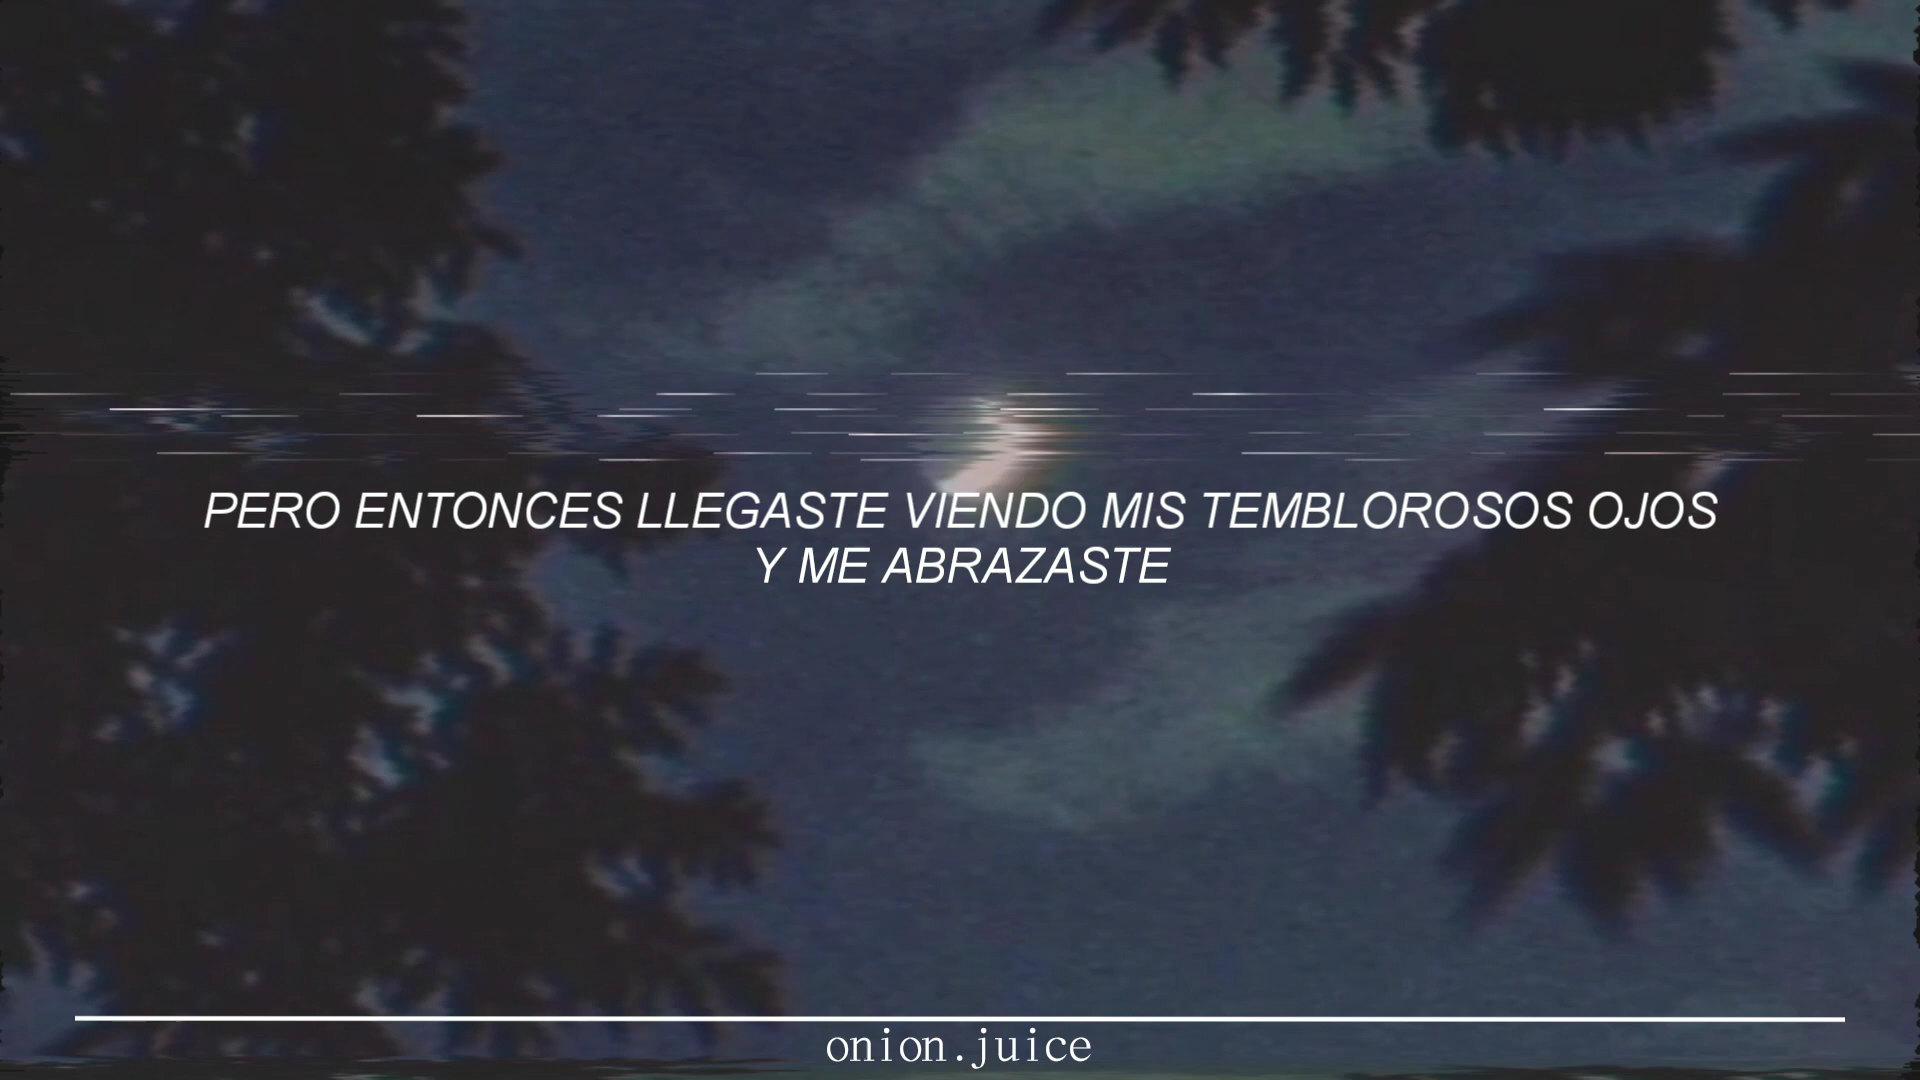 PERO ENTONCES LLEGASTE VIENDO MIS TEMBLOROSOS OJOS
Y ME ABRAZASTE
onion.juice